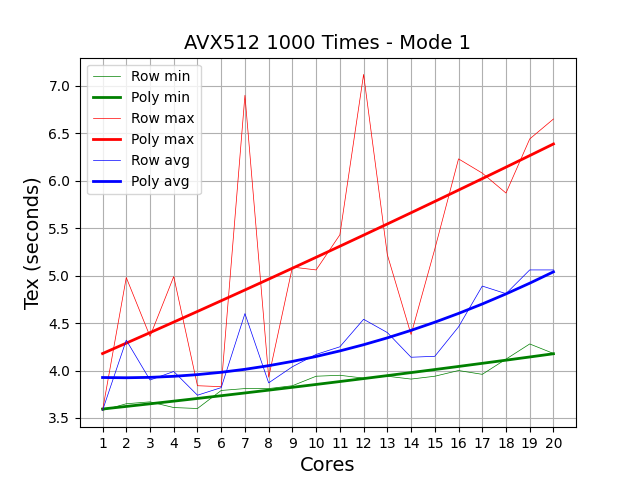 AVX512 1000 Times - Mode 1
Row min
Poly min
Row max
Poly max
Row avg
Poly avg
Tex (seconds)
7.0
6.5
6.0
5.5
5.0
4.5
4.0
3.5
1 2 3 4 5 6 7 8 9 10 11 12 13 14 15 16 17 18 19 20
Cores